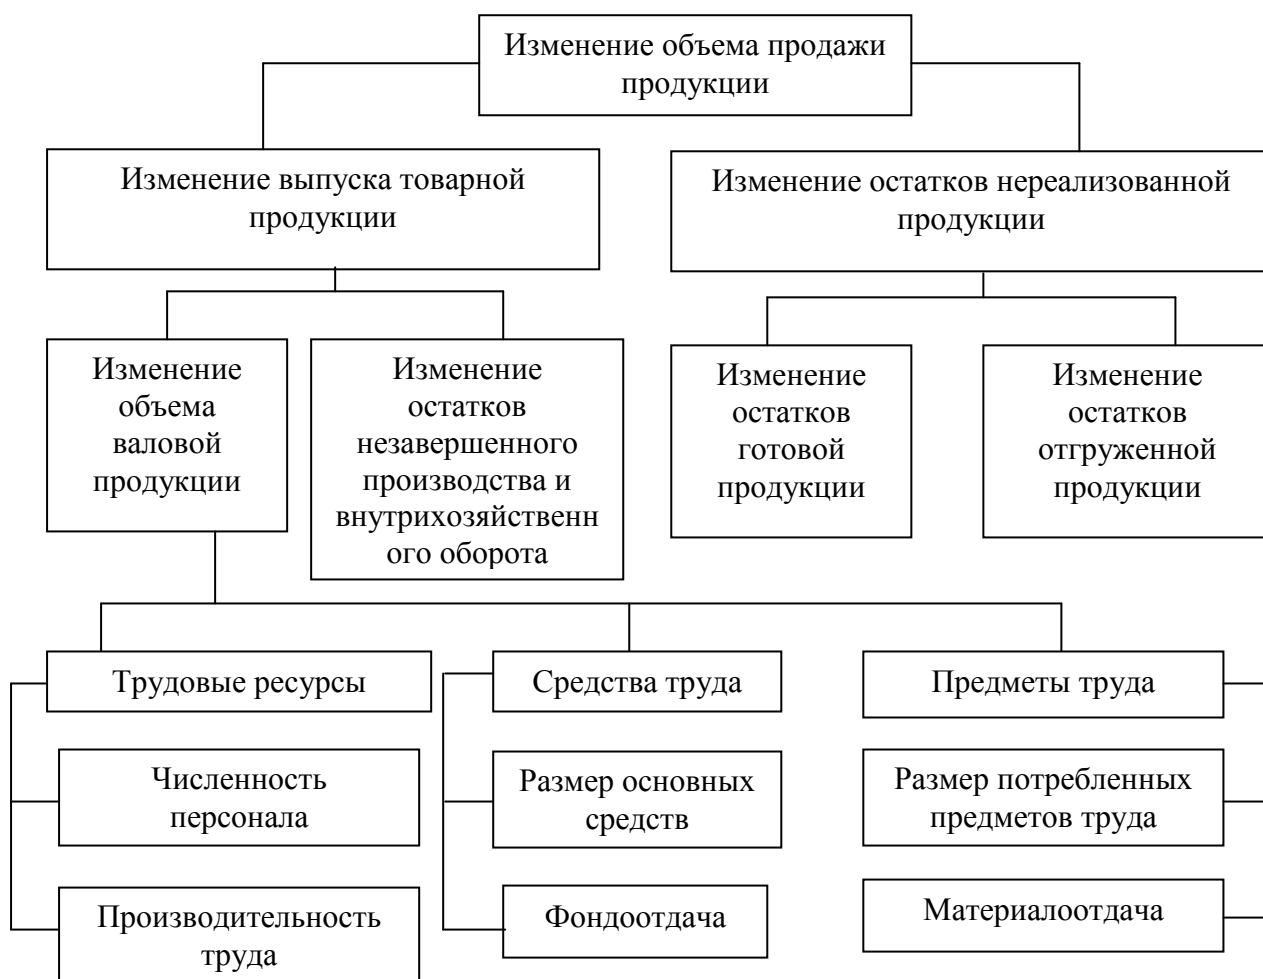 Изменение объема продажи
продукции
Изменение выпуска товарной
продукции
Изменение остатков нереализованной
продукции
Изменение
объема
валовой
продукции
Изменение
остатков
незавершенного
производства и
внутрихозяйственн
ого оборота
Изменение
остатков
готовой
продукции
Изменение
остатков
отгруженной
продукции
Трудовые ресурсы
Средства труда
Предметы труда
Численность
персонала
Размер основных
средств
Размер потребленных
предметов труда
Производительность
труда
Фондоотдача
Материалоотдача